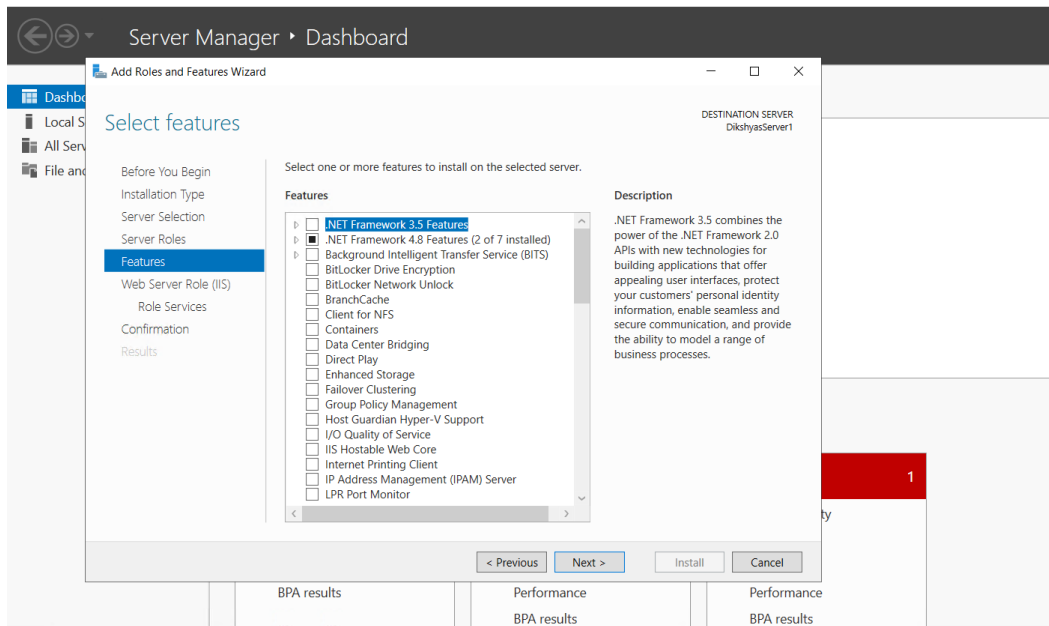 Server Manager • Dashboard
Add Roles and Features Wizard
Dashbo
Local S
All Serv
File and
Select features
DESTINATION SERVER
DikshyasServer1
Before You Begin
Installation Type
Server Selection
Server Roles
Features
Web Server Role (IIS)
Role Services
Confirmation
Results
Select one or more features to install on the selected server.
Features
.NET Framework 3.5 Features
.NET Framework 4.8 Features (2 of 7 installed)
Background Intelligent Transfer Service (BITS)
BitLocker Drive Encryption
BitLocker Network Unlock
BranchCache
Client for NFS
Containers
Data Center Bridging
Direct Play
Enhanced Storage
Failover Clustering
Group Policy Management
Host Guardian Hyper-V Support
I/O Quality of Service
IIS Hostable Web Core
Internet Printing Client
IP Address Management (IPAM) Server
LPR Port Monitor
Description
.NET Framework 3.5 combines the
power of the .NET Framework 2.0
APIs with new technologies for
building applications that offer
appealing user interfaces, protect
your customers' personal identity
information, enable seamless and
secure communication, and provide
the ability to model a range of
business processes.
< Previous
Next >
Install
Cancel
1
ty
BPA results
Performance
BPA results
Performance
BPA results